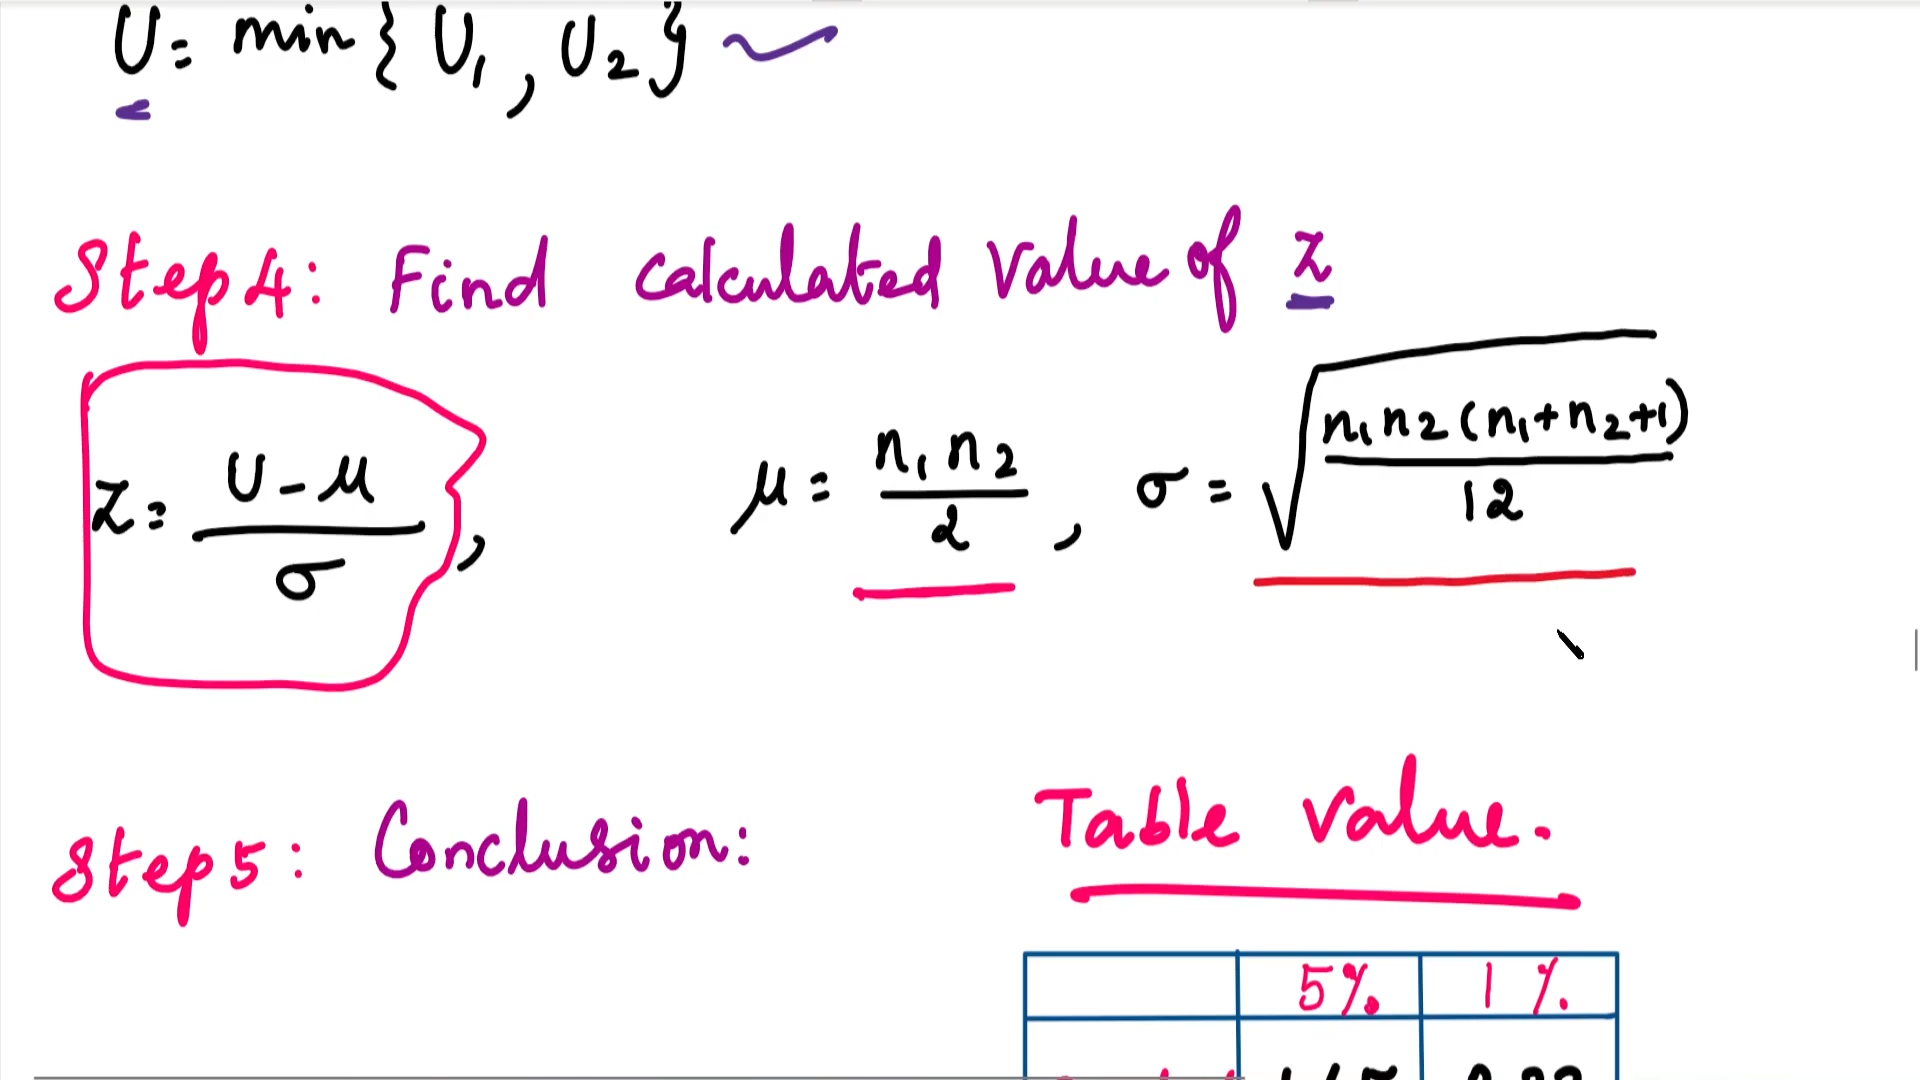 U = min { U₁ , U₂ }
Step 4: Find calculated value of z
z = (U - μ) / σ , μ = n₁ n₂ / 2 , σ = √(n₁ n₂ (n₁ + n₂ + 1) / 12)
Step 5: Conclusion:
Table value.
5% 1%